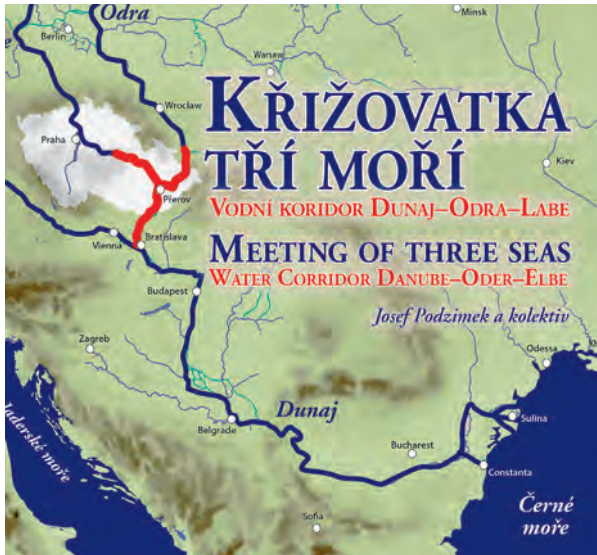 Odra
Minsk
Berlin
Warsaw
Wrocław
KŘIŽOVATKA
TŘÍ MOŘÍ
VODNÍ KORIDOR DUNAJ–ODRA–LABE
MEETING OF THREE SEAS
WATER CORRIDOR DANUBE–ODER–ELBE
Josef Podzimek a kolektiv
Praha
Kiev
Přerov
Vienna
Bratislava
Budapest
Zagreb
Odessa
Jaderské moře
Dunaj
Belgrade
Sulina
Bucharest
Constanta
Sofia
Černé
moře